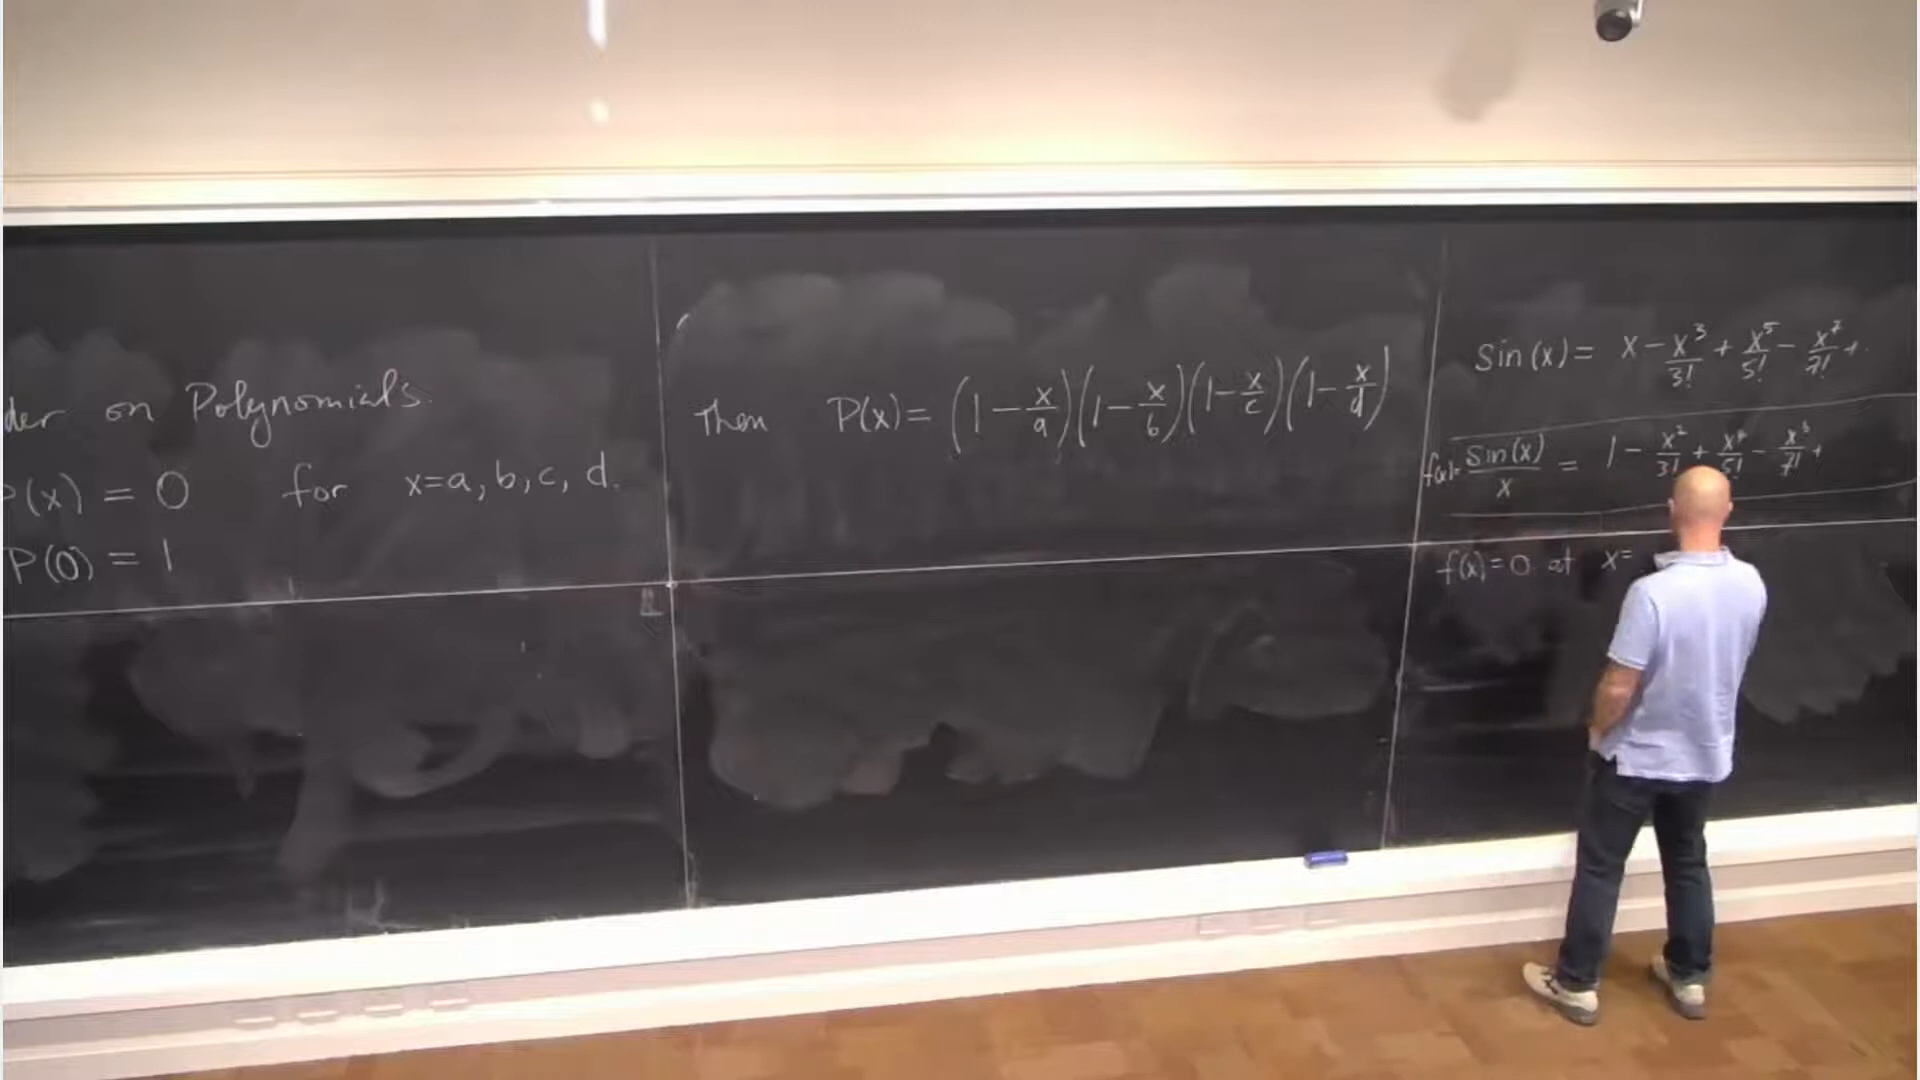 on Polynomials.
P(x) = 0 for x=a, b, c, d.
P(0) = 1
Then P(x) = (1 - x/a)(1 - x/b)(1 - x/c)(1 - x/d)
Sin(x) = x - x³/3! + x⁵/5! - x⁷/7! + .
f(x) = Sin(x)/x = 1 - x²/3! + x⁴/5! - x⁶/7! +
f(x) = 0 at x =